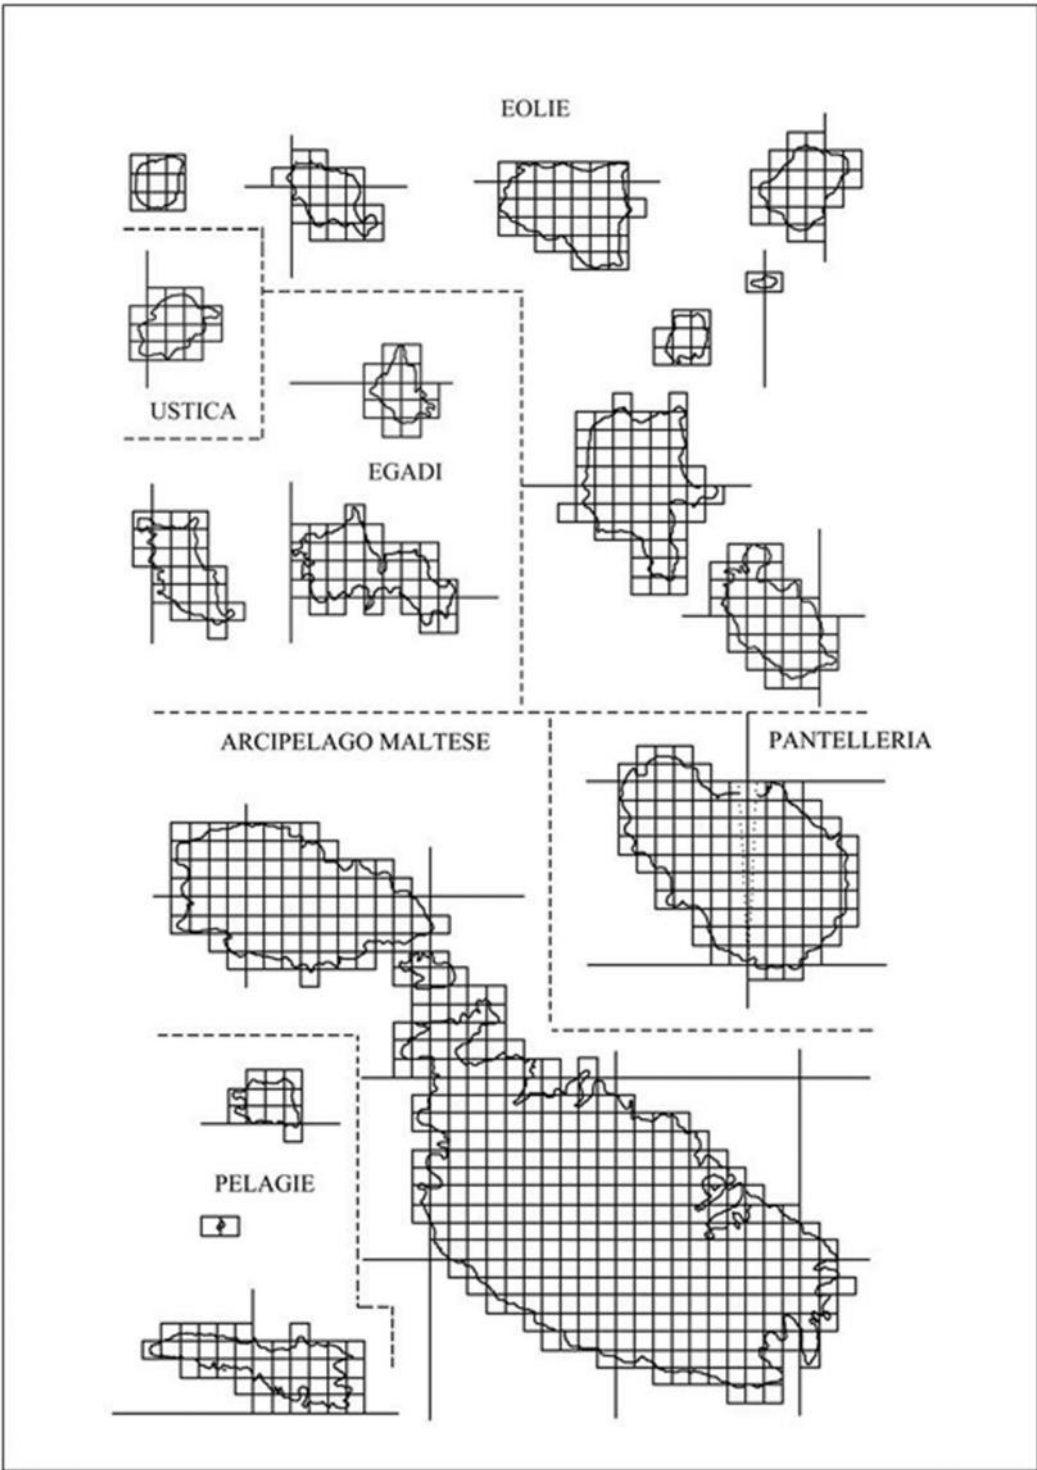 EOLIE
USTICA
EGADI
ARCIPELAGO MALTESE
PANTELLERIA
PELAGIE